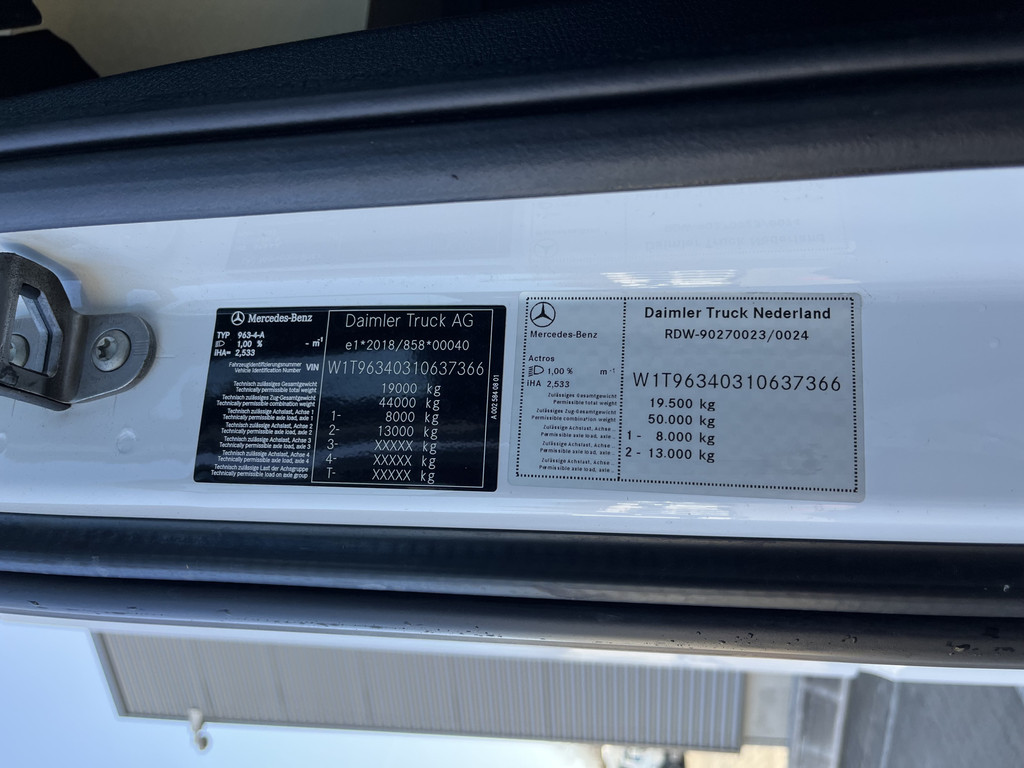 Mercedes-Benz
Daimler Truck AG
TYP 963-4-A
1,00 % - m⁻¹
IHA= 2,533
e1*2018/858*00040
Fahrzeugidentifizierungsnummer
Vehicle Identification Number VIN W1T96340310637366
Technisch zulässiges Gesamtgewicht
Technically permissible total weight 19000 kg
Technisch zulässiges Zug-Gesamtgewicht
Technically permissible combination weight 44000 kg
Technisch zulässige Achslast, Achse 1
Technically permissible axle load, axle 1 1- 8000 kg
Technisch zulässige Achslast, Achse 2
Technically permissible axle load, axle 2 2- 13000 kg
Technisch zulässige Achslast, Achse 3
Technically permissible axle load, axle 3 3- XXXXX kg
Technisch zulässige Achslast, Achse 4
Technically permissible axle load, axle 4 4- XXXXX kg
Technisch zulässige Last der Achsgruppe
Technically permissible load on axle group T- XXXXX kg
A 002 584 08 01
Mercedes-Benz
Daimler Truck Nederland
RDW-90270023/0024
Actros
1,00 % m⁻¹
IHA 2,533
W1T96340310637366
Zulässiges Gesamtgewicht
Permissible total weight 19.500 kg
Zulässiges Zug-Gesamtgewicht
Permissible combination weight 50.000 kg
Zulässige Achslast, Achse ..
Permissible axle load, axle .. 1 - 8.000 kg
Zulässige Achslast, Achse ..
Permissible axle load, axle .. 2 - 13.000 kg
Zulässige Achslast, Achse ..
Permissible axle load, axle ..